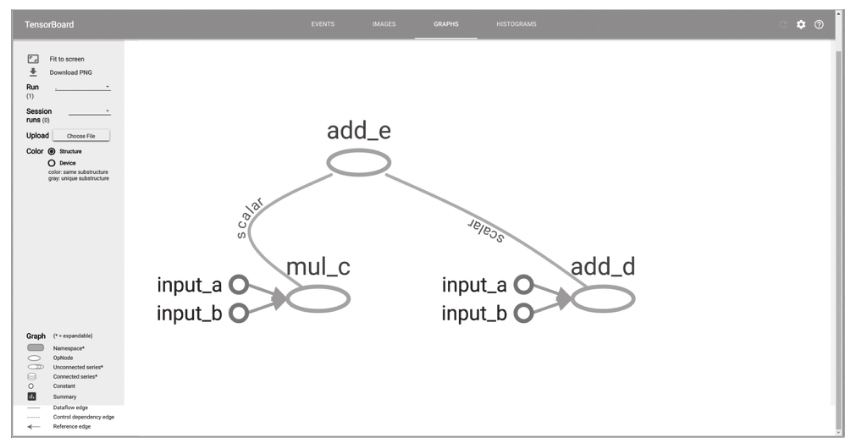 TensorBoard
EVENTS IMAGES GRAPHS HISTOGRAMS
Fit to screen
Download PNG
Run .
(1)
Session
runs (0)
Upload Choose File
Color Structure
Device
color: same substructure
gray: unique substructure
add_e
scalar
scalar
mul_c
input_a
input_b
add_d
input_a
input_b
Graph (* = expandable)
Namespace*
OpNode
Unconnected series*
Connected series*
Constant
Summary
Dataflow edge
Control dependency edge
Reference edge